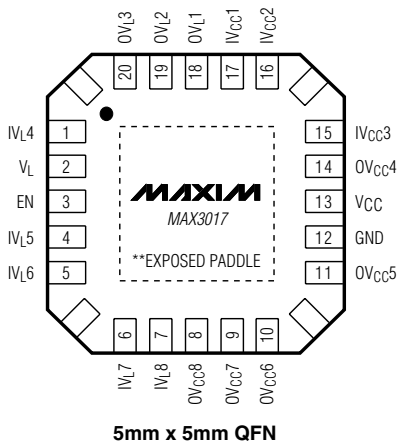 OVL3 OVL2 OVL1 IVCC1 IVCC2
20 19 18 17 16
IVL4 1
VL 2
EN 3
IVL5 4
IVL6 5
15 IVCC3
14 OVCC4
13 VCC
12 GND
11 OVCC5
MAXIM
MAX3017
**EXPOSED PADDLE
6 7 8 9 10
IVL7 IVL8 OVCC8 OVCC7 OVCC6
5mm x 5mm QFN